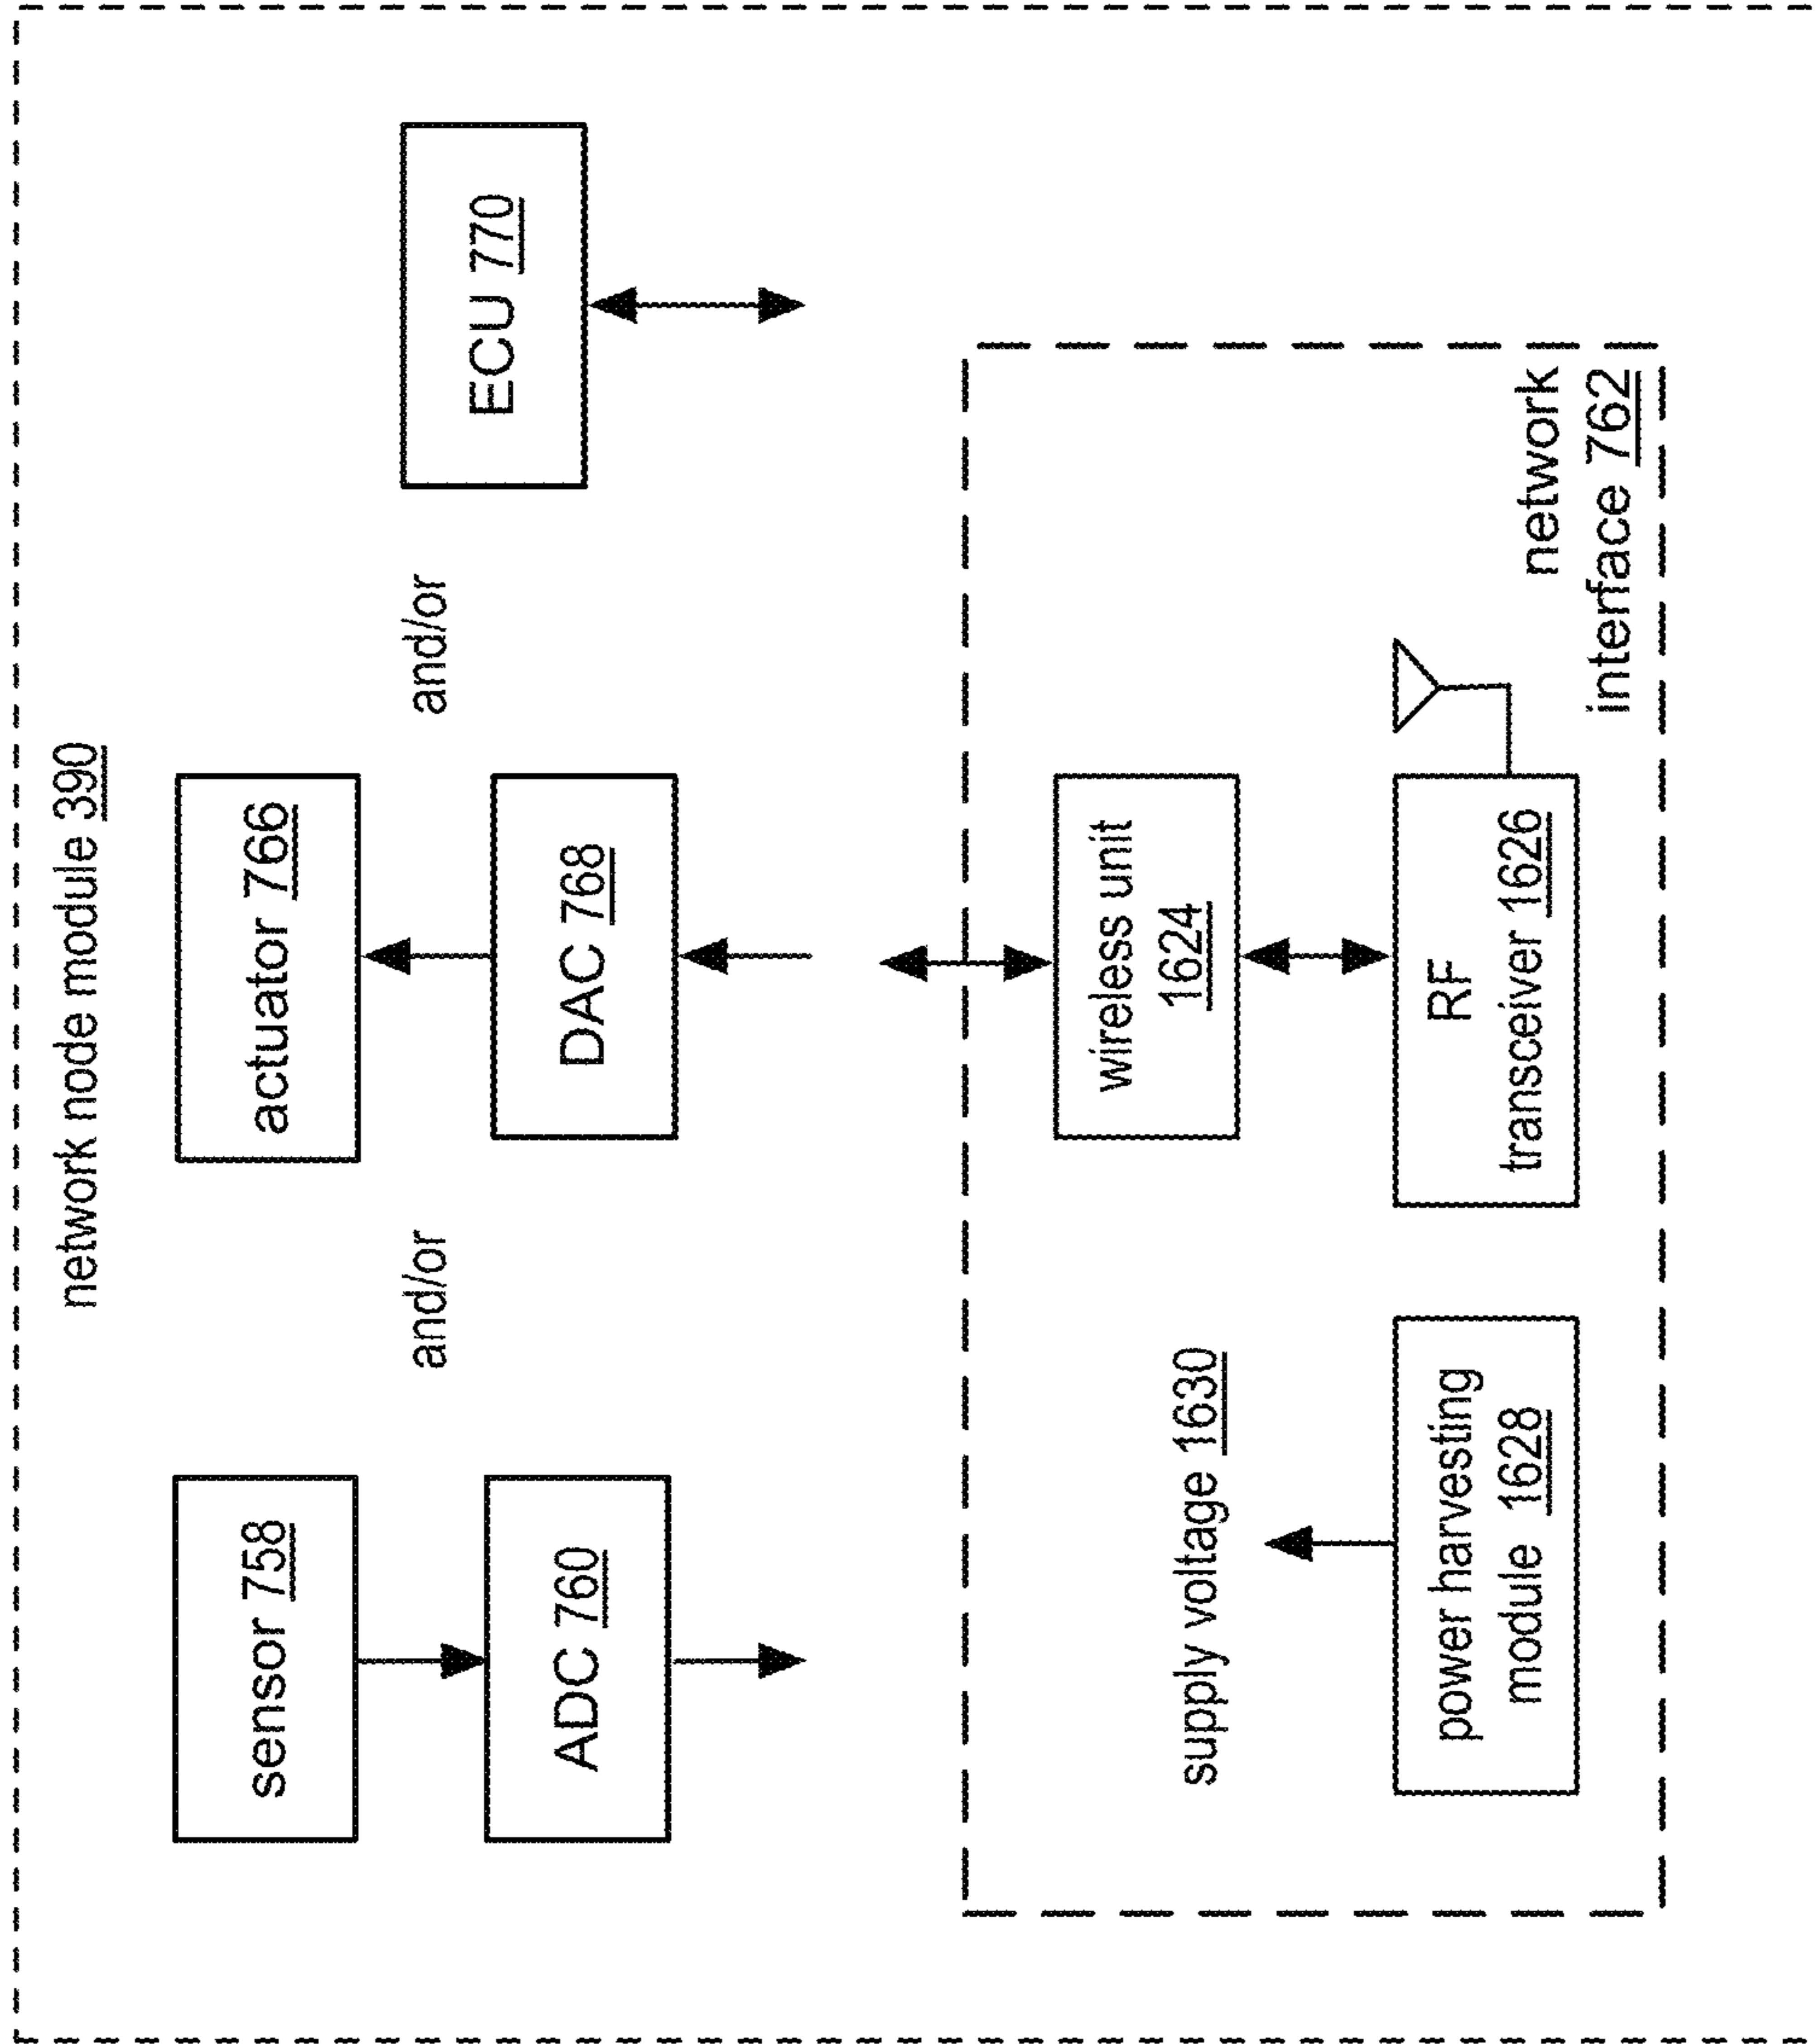 network node module 390
sensor 758
ADC 760
and/or
actuator 766
DAC 768
and/or
ECU 770
supply voltage 1630
power harvesting
module 1628
wireless unit
1624
RF
transceiver 1626
network
interface 762